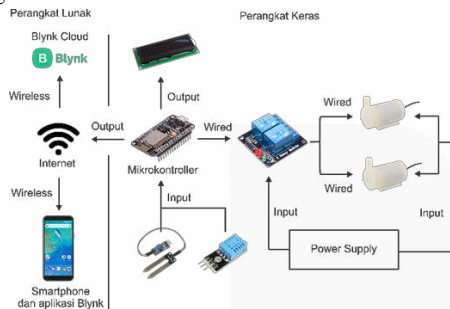 Perangkat Lunak
Perangkat Keras
Blynk Cloud
B Blynk
Wireless
Output
Output
Wired
Wired
Internet
Mikrokontroller
Wired
Wireless
Input
Input
Input
Power Supply
Smartphone
dan aplikasi Blynk